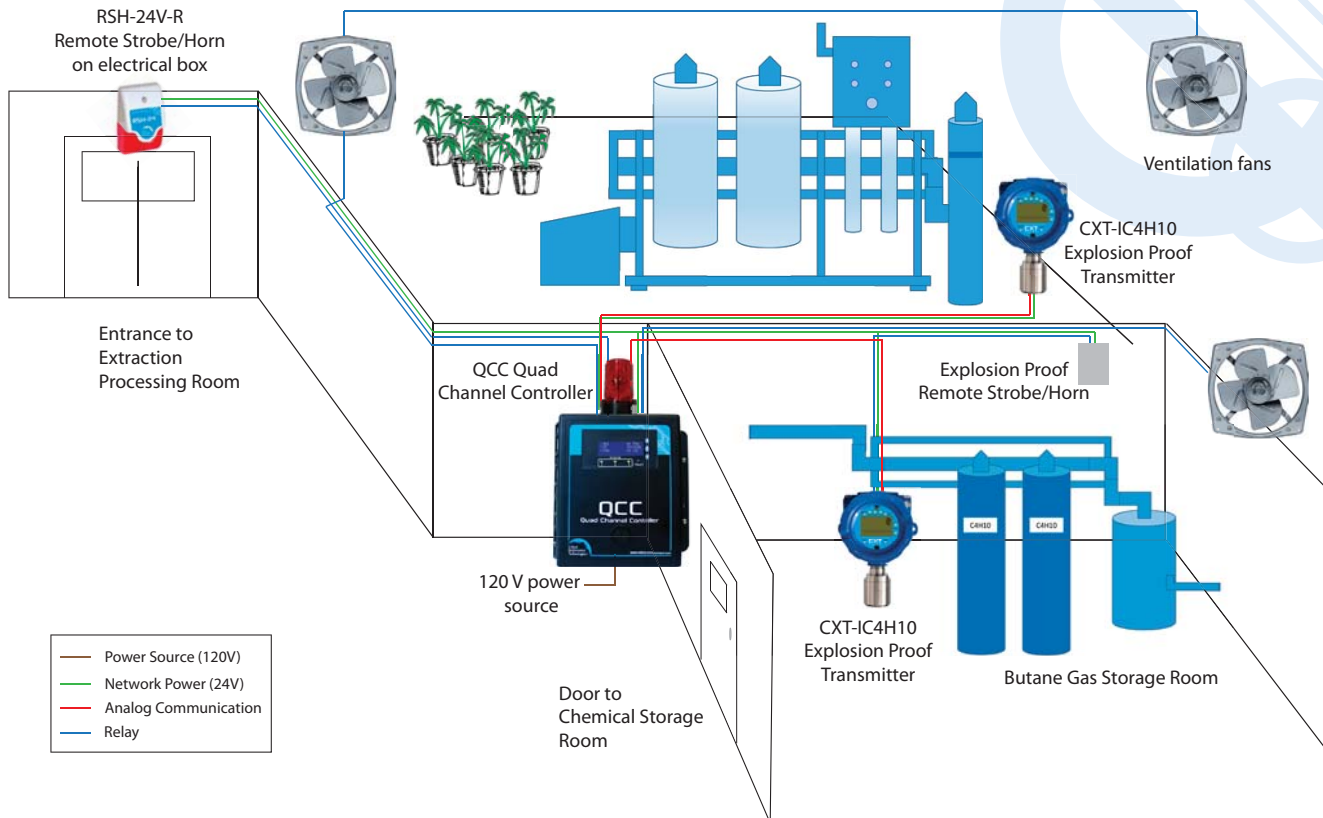 RSH-24V-R
Remote Strobe/Horn
on electrical box
Ventilation fans
CXT-IC4H10
Explosion Proof
Transmitter
CXT
Entrance to
Extraction
Processing Room
QCC Quad
Channel Controller
Explosion Proof
Remote Strobe/Horn
QCC
Quad Channel Controller
C4H10
C4H10
CXT
120 V power
source
CXT-IC4H10
Explosion Proof
Transmitter
Butane Gas Storage Room
Door to
Chemical Storage
Room
Power Source (120V)
Network Power (24V)
Analog Communication
Relay